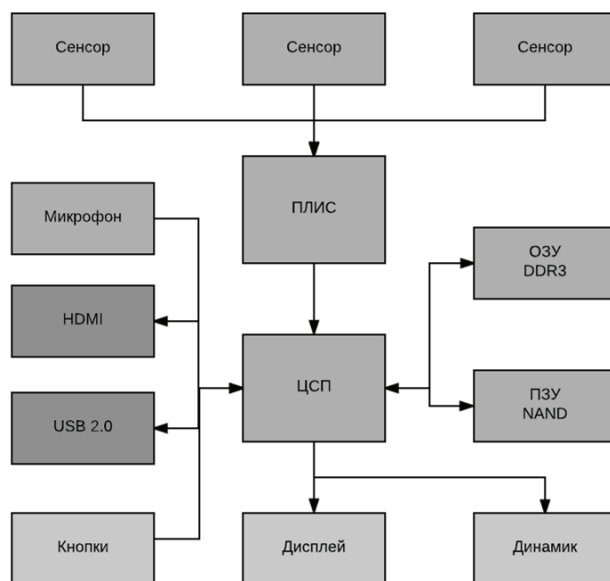 Сенсор
Сенсор
Сенсор
ПЛИС
Микрофон
ОЗУ
DDR3
HDMI
ЦСП
ПЗУ
NAND
USB 2.0
Кнопки
Дисплей
Динамик